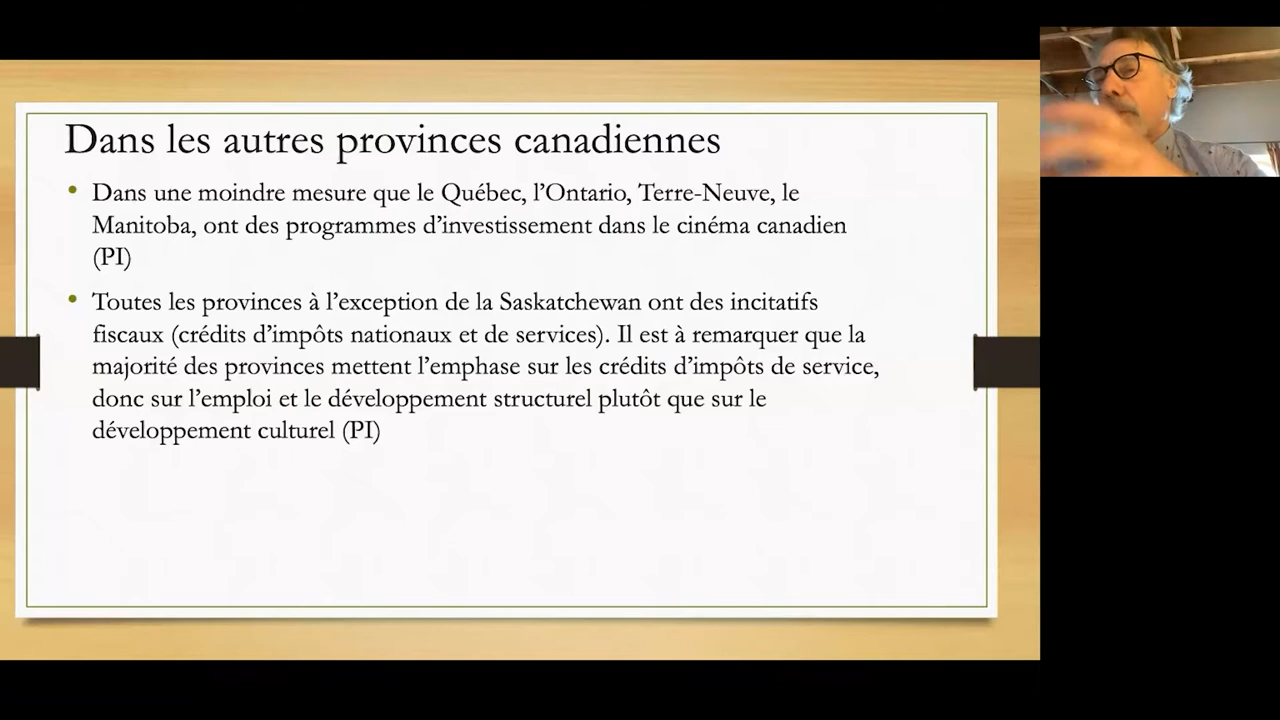 Dans les autres provinces canadiennes
• Dans une moindre mesure que le Québec, l’Ontario, Terre-Neuve, le
Manitoba, ont des programmes d’investissement dans le cinéma canadien
(PI)
• Toutes les provinces à l’exception de la Saskatchewan ont des incitatifs
fiscaux (crédits d’impôts nationaux et de services). Il est à remarquer que la
majorité des provinces mettent l’emphase sur les crédits d’impôts de service,
donc sur l’emploi et le développement structurel plutôt que sur le
développement culturel (PI)